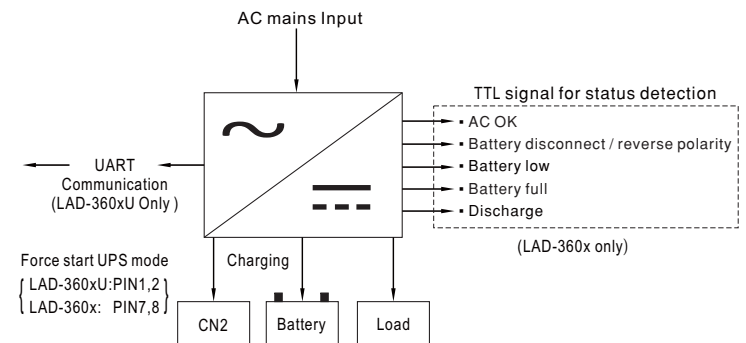 AC mains Input
TTL signal for status detection
▪ AC OK
▪ Battery disconnect / reverse polarity
▪ Battery low
▪ Battery full
▪ Discharge
(LAD-360x only)
UART
Communication
(LAD-360xU Only )
Force start UPS mode
LAD-360xU:PIN1,2
LAD-360x: PIN7,8
Charging
CN2
Battery
Load